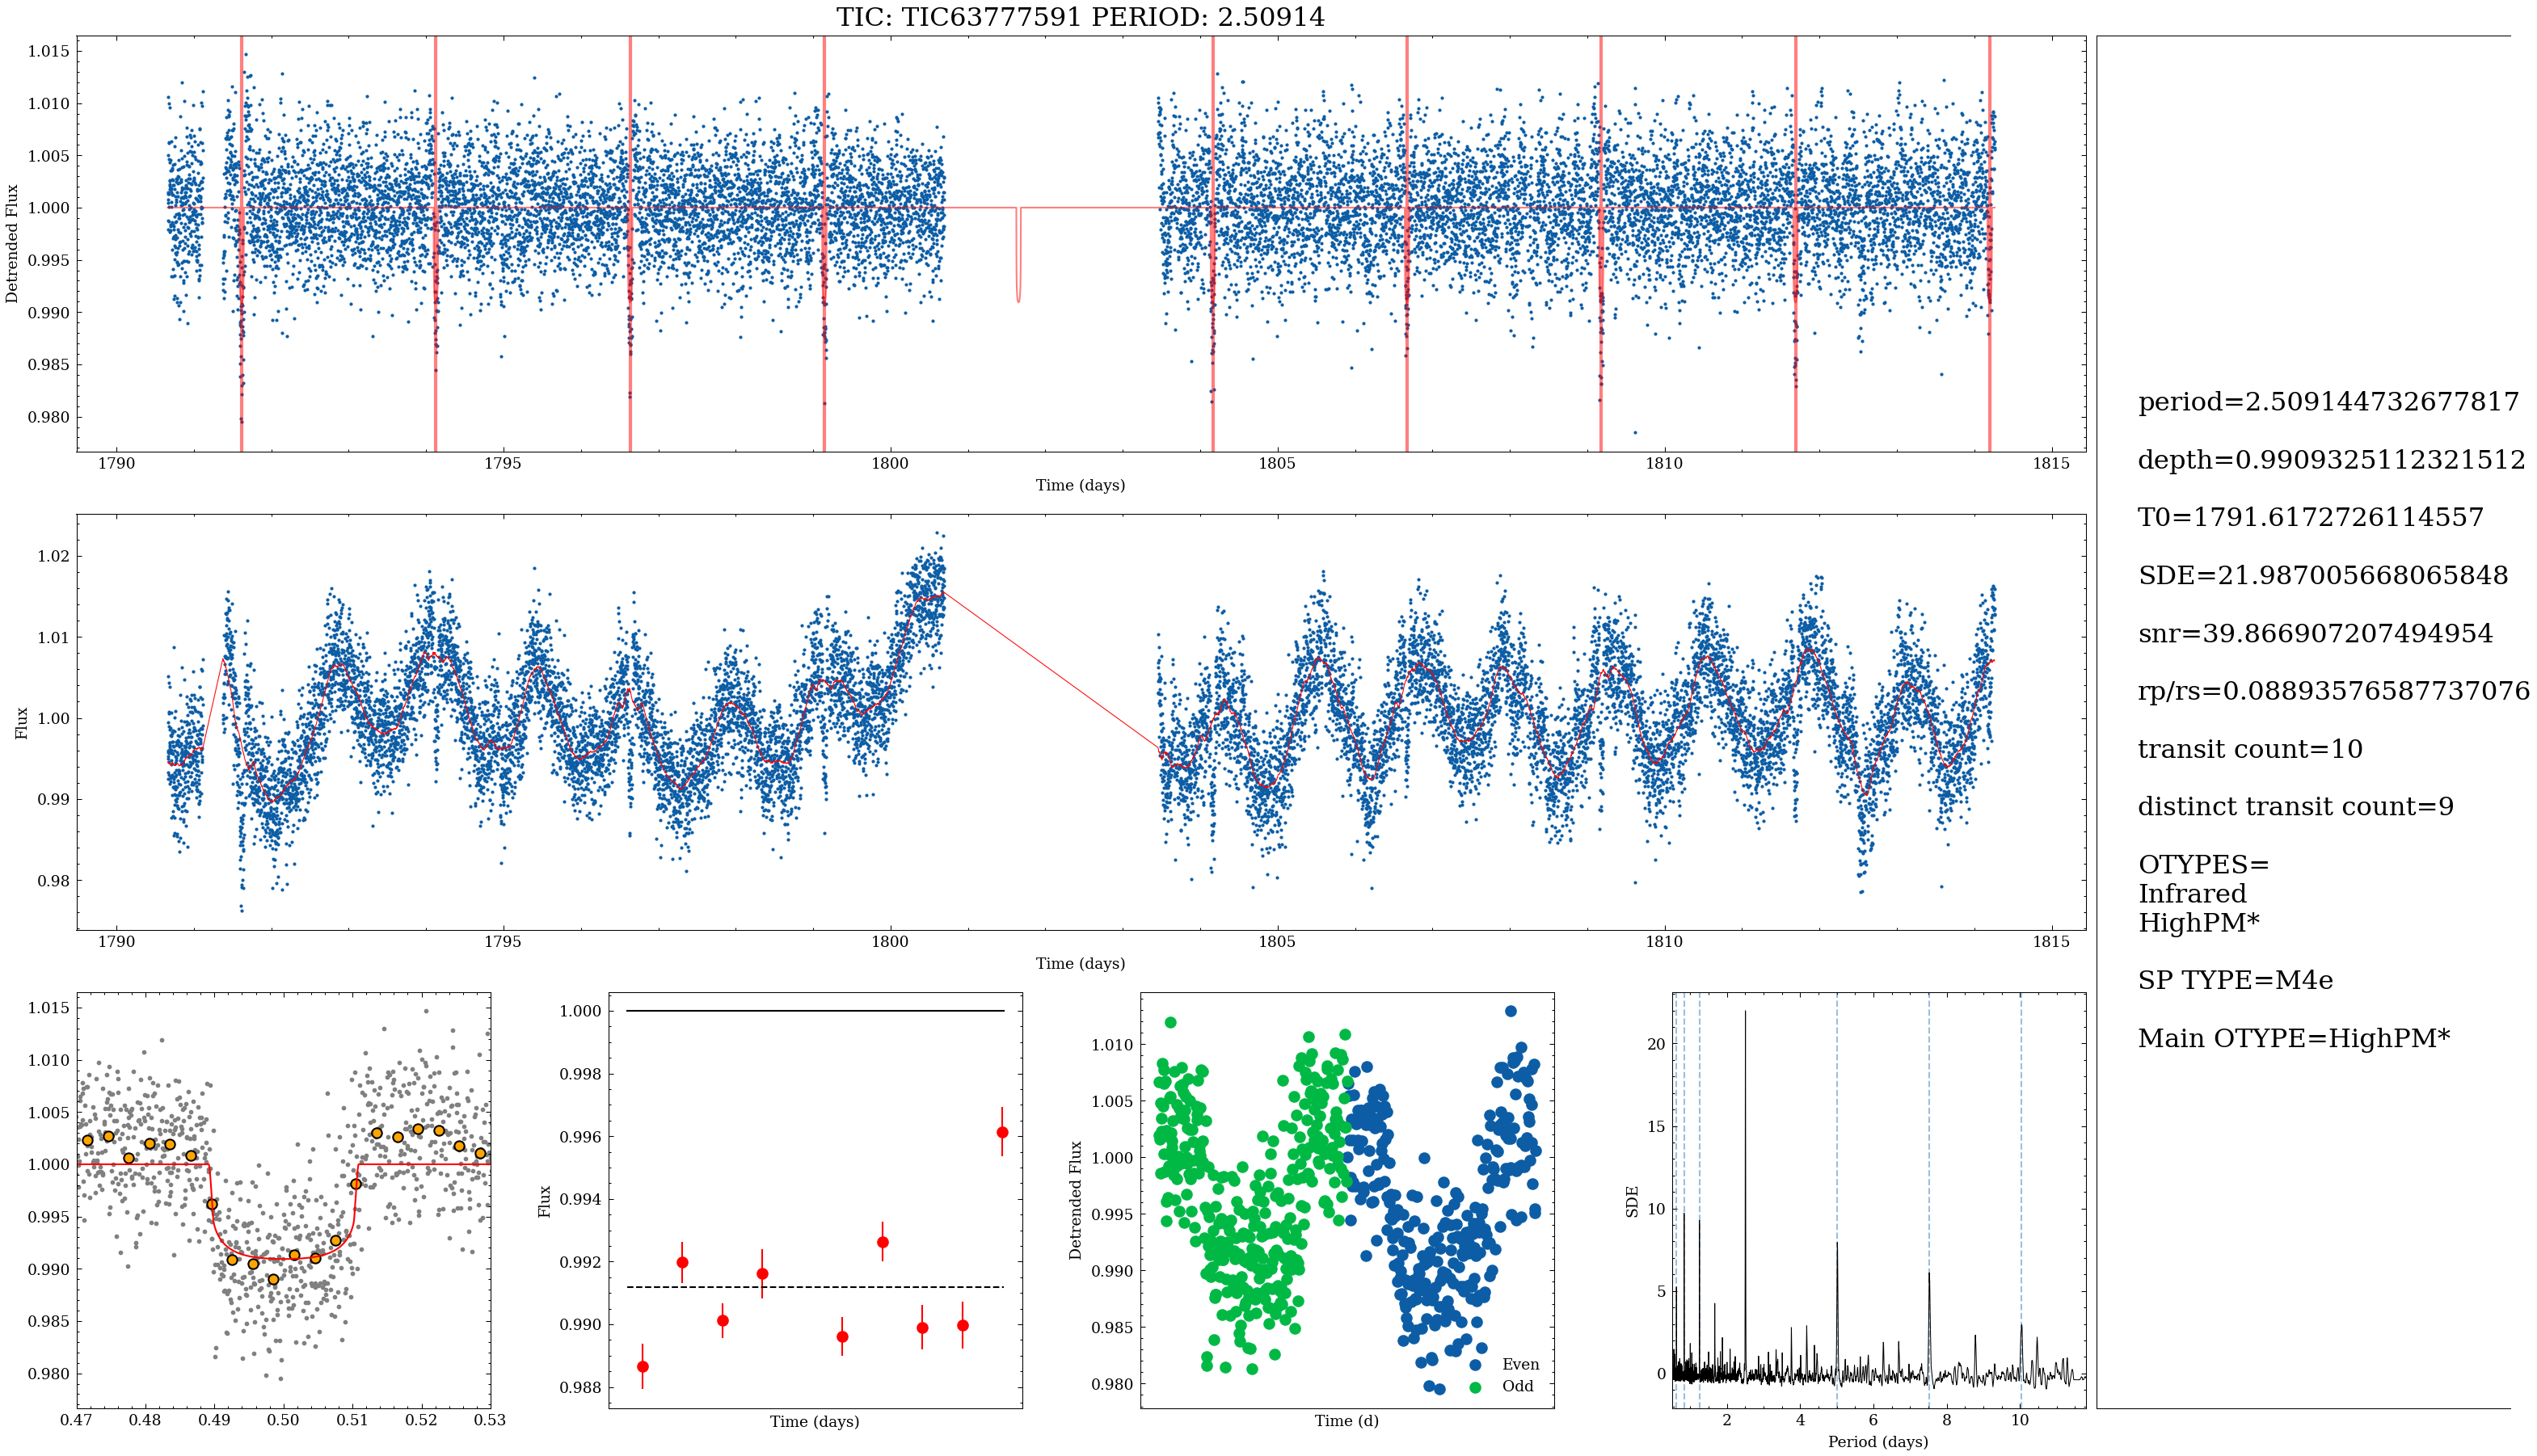 TIC: TIC63777591 PERIOD: 2.50914
1.015
1.010
1.005
1.000
0.995
0.990
0.985
0.980
Detrended Flux
1790
1795
1800
1805
1810
1815
Time (days)
1.02
1.01
1.00
0.99
0.98
Flux
1790
1795
1800
1805
1810
1815
Time (days)
period=2.509144732677817
depth=0.9909325112321512
T0=1791.6172726114557
SDE=21.987005668065848
snr=39.866907207494954
rp/rs=0.08893576587737076
transit count=10
distinct transit count=9
OTYPES=
Infrared
HighPM*
SP TYPE=M4e
Main OTYPE=HighPM*
1.015
1.010
1.005
1.000
0.995
0.990
0.985
0.980
0.47
0.48
0.49
0.50
0.51
0.52
0.53
1.000
0.998
0.996
0.994
0.992
0.990
0.988
Flux
Time (days)
1.010
1.005
1.000
0.995
0.990
0.985
0.980
Detrended Flux
Even
Odd
Time (d)
20
15
10
5
0
SDE
2
4
6
8
10
Period (days)